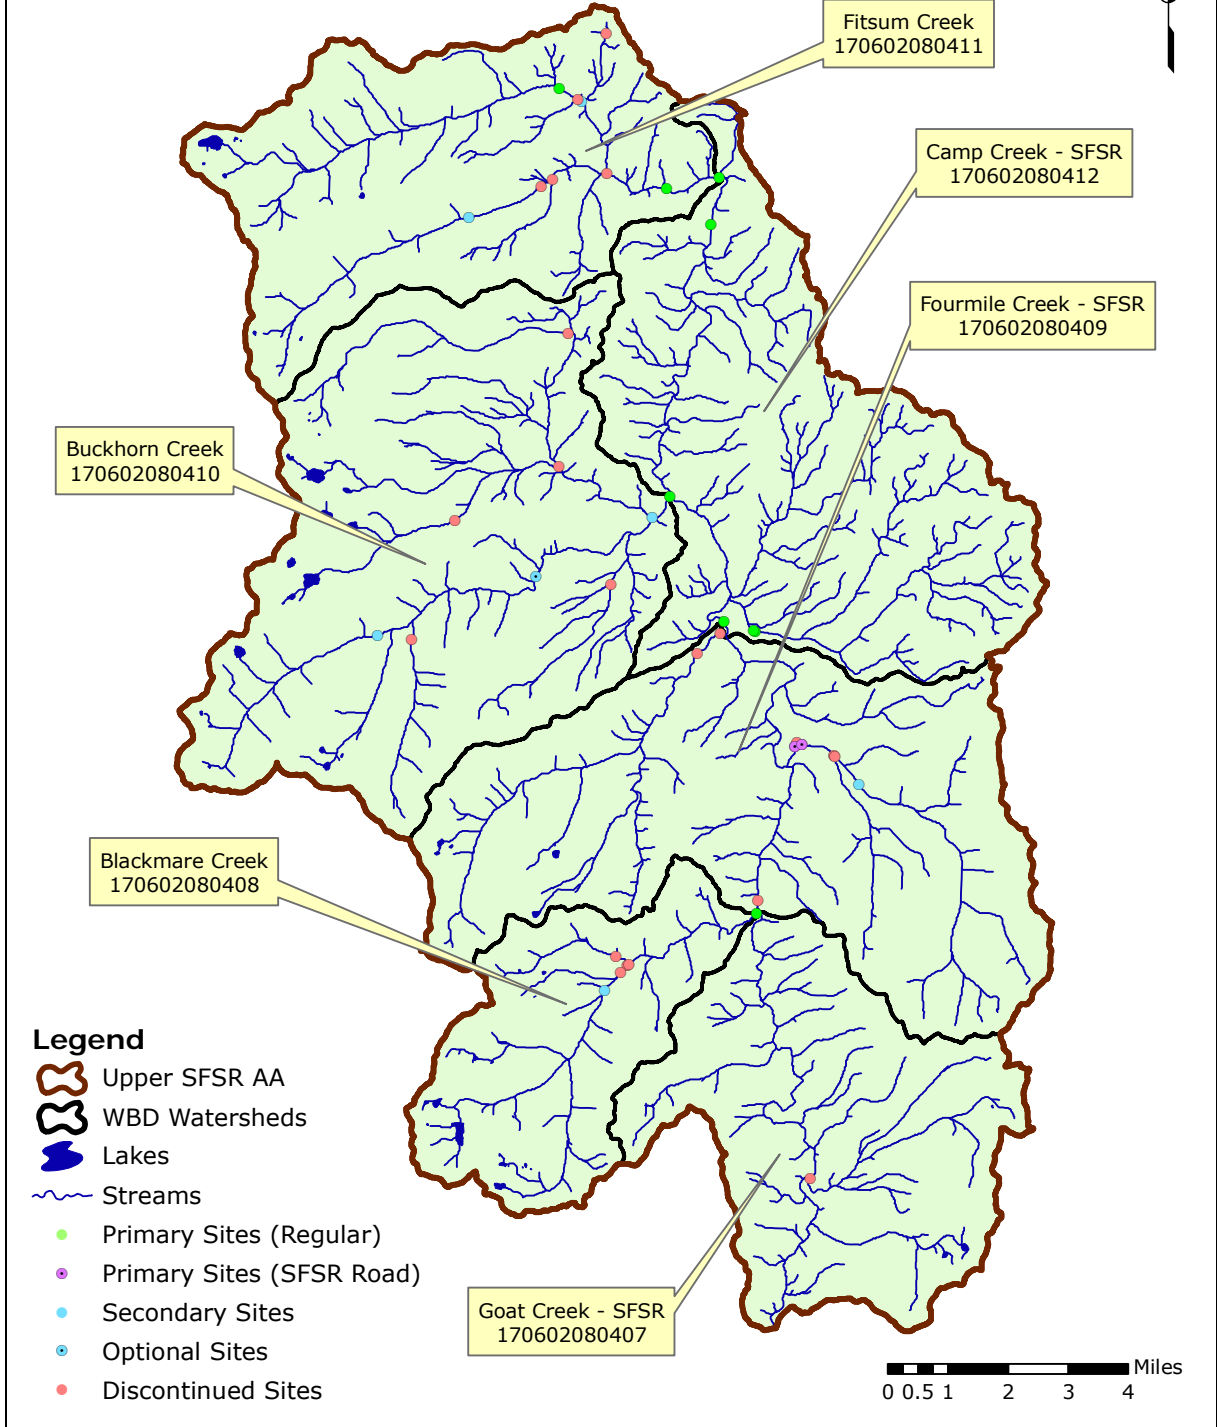 Fitsum Creek
170602080411
Camp Creek - SFSR
170602080412
Fourmile Creek - SFSR
170602080409
Buckhorn Creek
170602080410
Blackmare Creek
170602080408
Goat Creek - SFSR
170602080407
Legend
Upper SFSR AA
WBD Watersheds
Lakes
Streams
Primary Sites (Regular)
Primary Sites (SFSR Road)
Secondary Sites
Optional Sites
Discontinued Sites
Miles
0 0.5 1 2 3 4